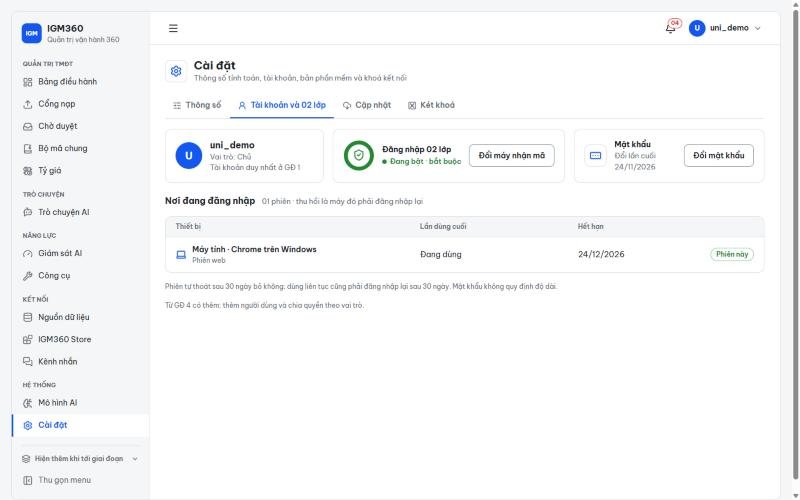 IGM
IGM360
Quản trị vận hành 360
04
U
uni_demo
QUẢN TRỊ TMĐT
Bảng điều hành
Cổng nạp
Chờ duyệt
Bộ mã chung
Tỷ giá
TRÒ CHUYỆN
Trò chuyện AI
NĂNG LỰC
Giám sát AI
Công cụ
KẾT NỐI
Nguồn dữ liệu
IGM360 Store
Kênh nhắn
HỆ THỐNG
Mô hình AI
Cài đặt
Hiện thêm khi tới giai đoạn
Thu gọn menu
Cài đặt
Thông số tính toán, tài khoản, bản phần mềm và khoá kết nối
Thông số
Tài khoản và 02 lớp
Cập nhật
Két khoá
U
uni_demo
Vai trò: Chủ
Tài khoản duy nhất ở GĐ 1
Đăng nhập 02 lớp
Đang bật · bắt buộc
Đổi máy nhận mã
Mật khẩu
Đổi lần cuối
24/11/2026
Đổi mật khẩu
Nơi đang đăng nhập 01 phiên · thu hồi là máy đó phải đăng nhập lại
Thiết bị Lần dùng cuối Hết hạn
Máy tính · Chrome trên Windows
Phiên web
Đang dùng
24/12/2026
Phiên này
Phiên tự thoát sau 30 ngày bỏ không; dùng liên tục cũng phải đăng nhập lại sau 30 ngày. Mật khẩu không quy định độ dài.
Từ GĐ 4 có thêm: thêm người dùng và chia quyền theo vai trò.